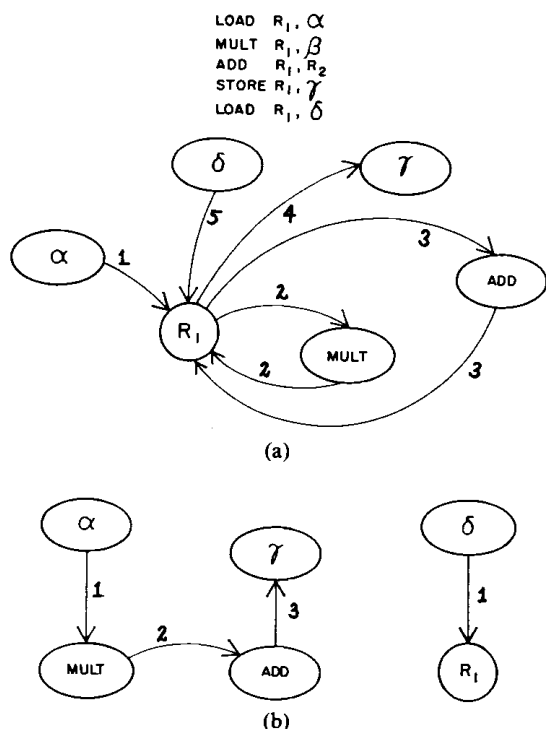 LOAD R₁, α
MULT R₁, β
ADD R₁, R₂
STORE R₁, γ
LOAD R₁, δ
δ
γ
5
4
3
α
1
ADD
2
R₁
MULT
2
3
(a)
α
δ
γ
1
1
2
3
MULT
ADD
R₁
(b)